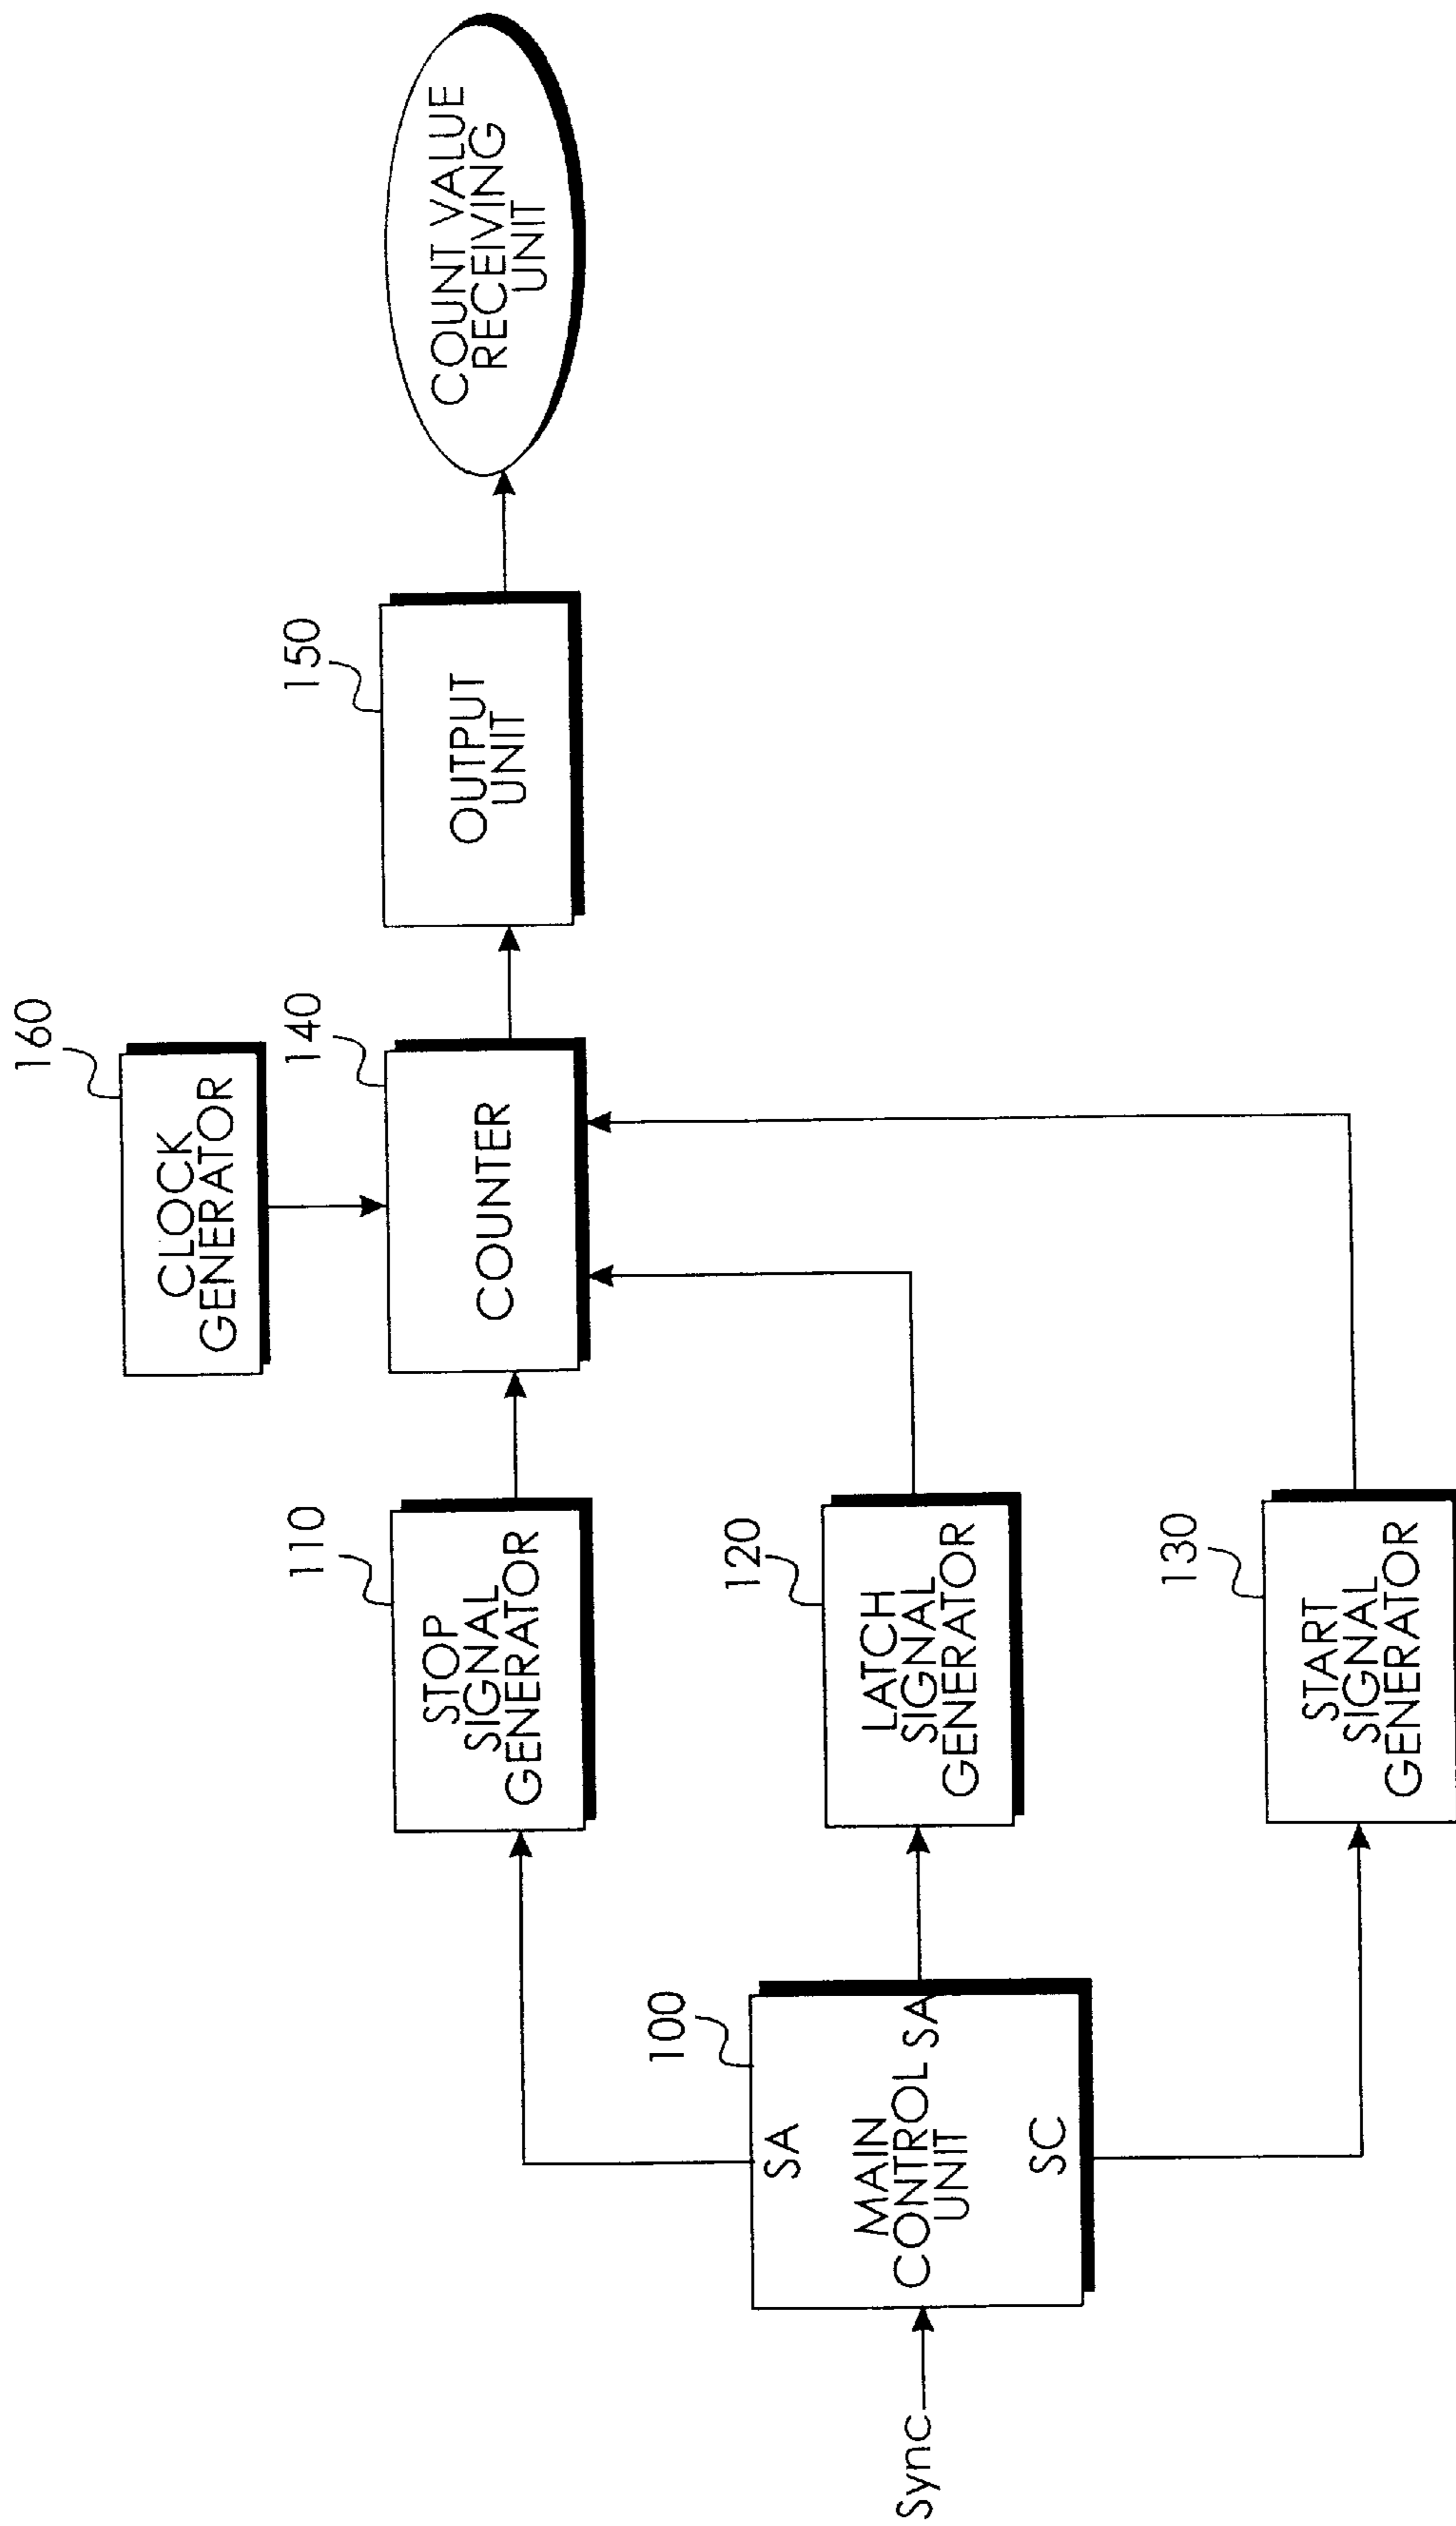 160
CLOCK
GENERATOR
110
STOP
SIGNAL
GENERATOR
140
COUNTER
150
OUTPUT
UNIT
COUNT VALUE
RECEIVING
UNIT
100
SA
Sync
MAIN
CONTROL SA
UNIT
SC
120
LATCH
SIGNAL
GENERATOR
130
START
SIGNAL
GENERATOR